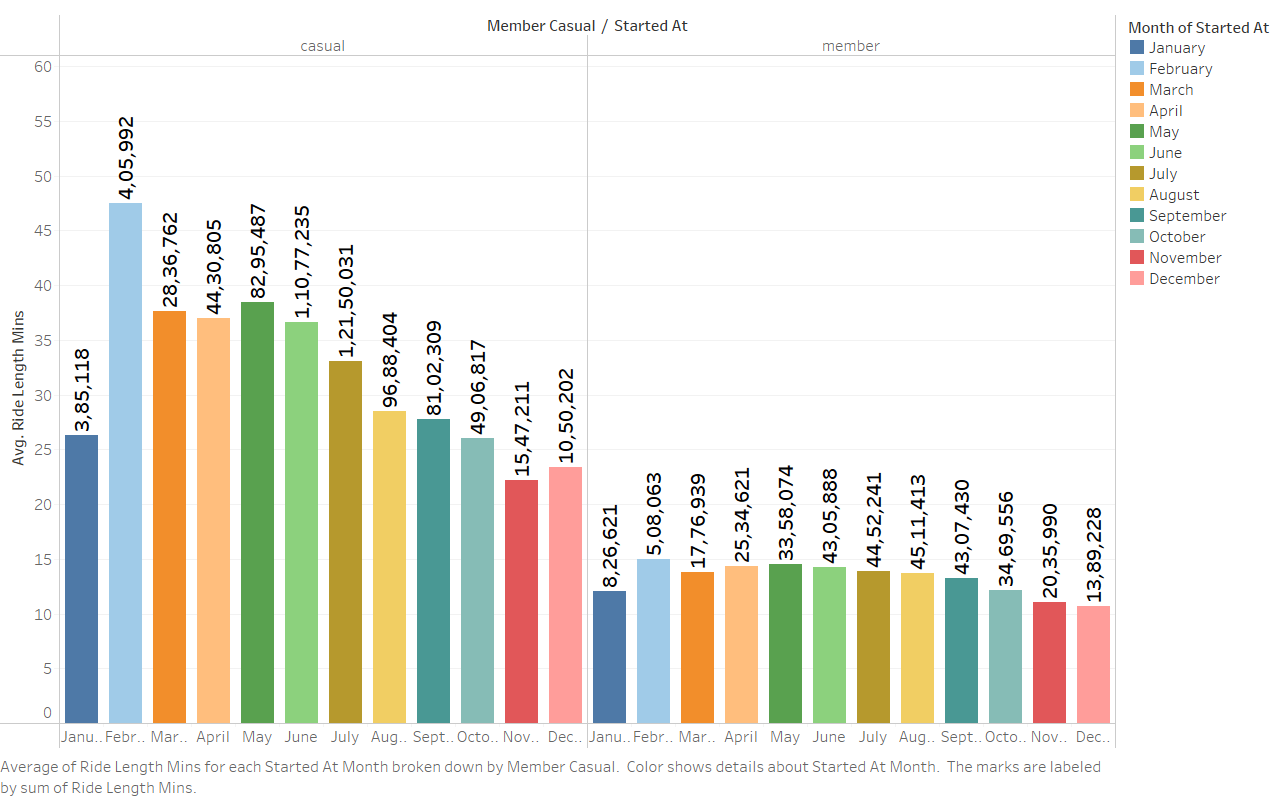 Member Casual / Started At
casual
member
60
55
50
45
40
35
30
25
20
15
10
5
0
Avg. Ride Length Mins
3,85,118
4,05,992
28,36,762
44,30,805
82,95,487
1,10,77,235
1,21,50,031
96,88,404
81,02,309
49,06,817
15,47,211
10,50,202
8,26,621
5,08,063
17,76,939
25,34,621
33,58,074
43,05,888
44,52,241
45,11,413
43,07,430
34,69,556
20,35,990
13,89,228
Janu.. Febr.. Mar.. April May June July Aug.. Sept.. Octo.. Nov.. Dec.. Janu.. Febr.. Mar.. April May June July Aug.. Sept.. Octo.. Nov.. Dec..
Month of Started At
January
February
March
April
May
June
July
August
September
October
November
December
Average of Ride Length Mins for each Started At Month broken down by Member Casual. Color shows details about Started At Month. The marks are labeled
by sum of Ride Length Mins.